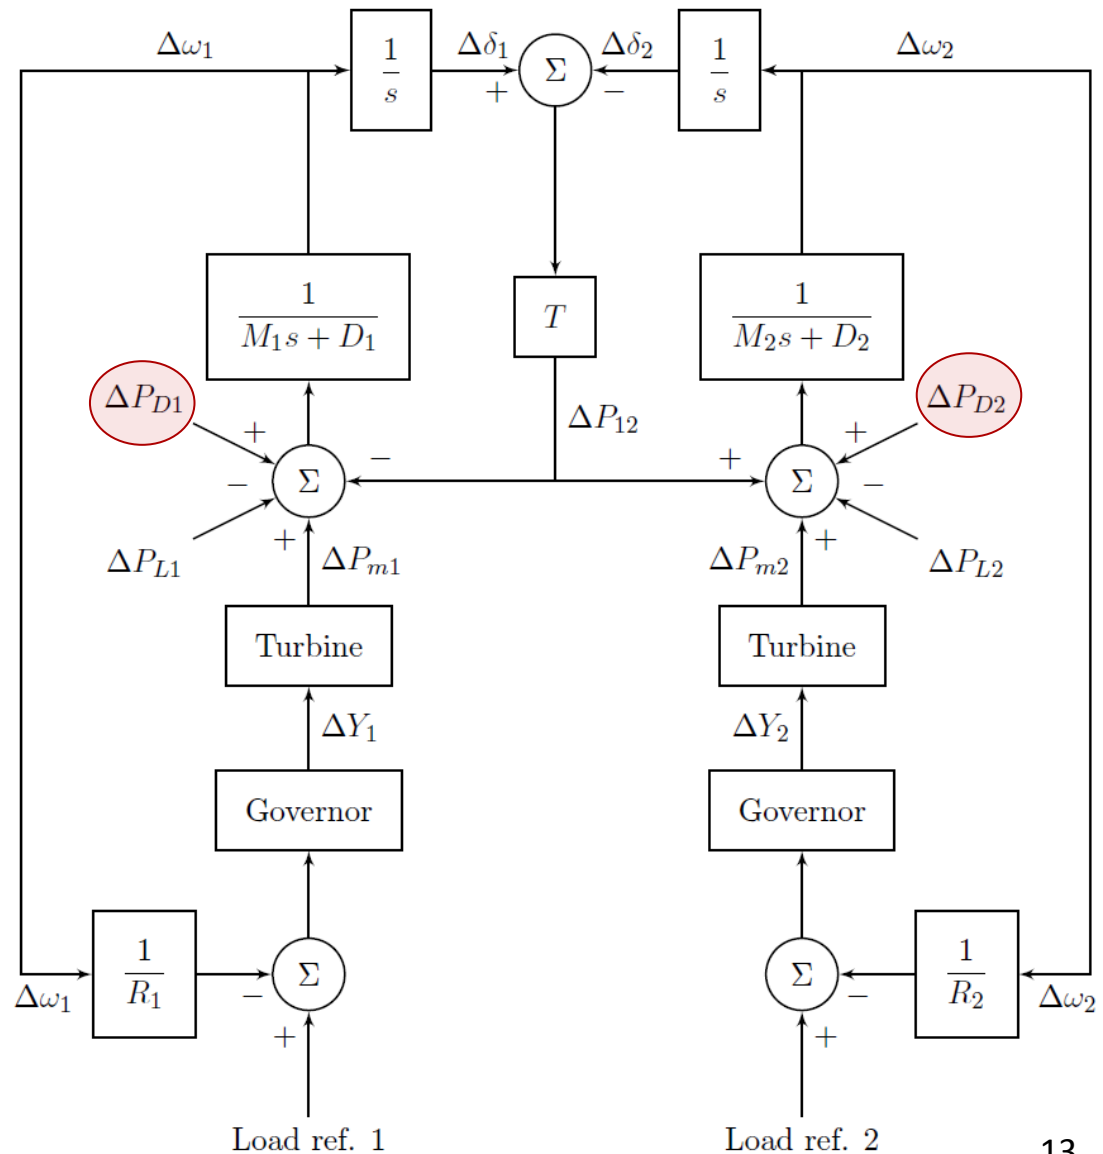 Δω₁
1/s
Δδ₁
Σ
Δδ₂
1/s
Δω₂
+
−
1/(M₁s + D₁)
T
1/(M₂s + D₂)
ΔP_D1
ΔP₁₂
ΔP_D2
+
−
+
+
−
Σ
Σ
−
ΔP_L1
+
ΔP_m1
ΔP_m2
+
ΔP_L2
Turbine
Turbine
ΔY₁
ΔY₂
Governor
Governor
1/R₁
Σ
Σ
1/R₂
Δω₁
−
−
Δω₂
+
+
Load ref. 1
Load ref. 2
13